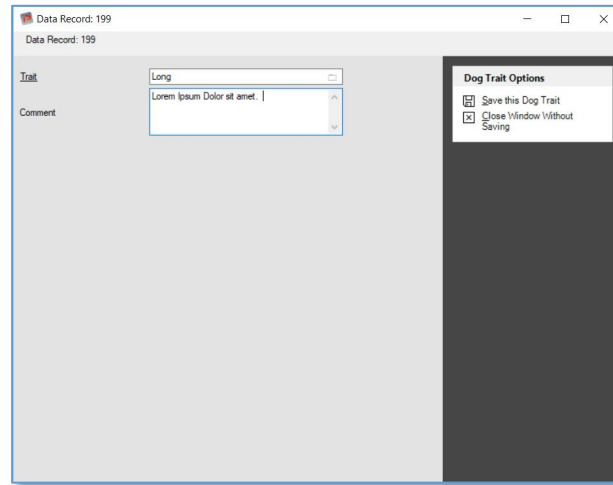 Data Record: 199
Data Record: 199
Trait
Long
Comment
Lorem Ipsum Dolor sit amet.
Dog Trait Options
Save this Dog Trait
Close Window Without
Saving